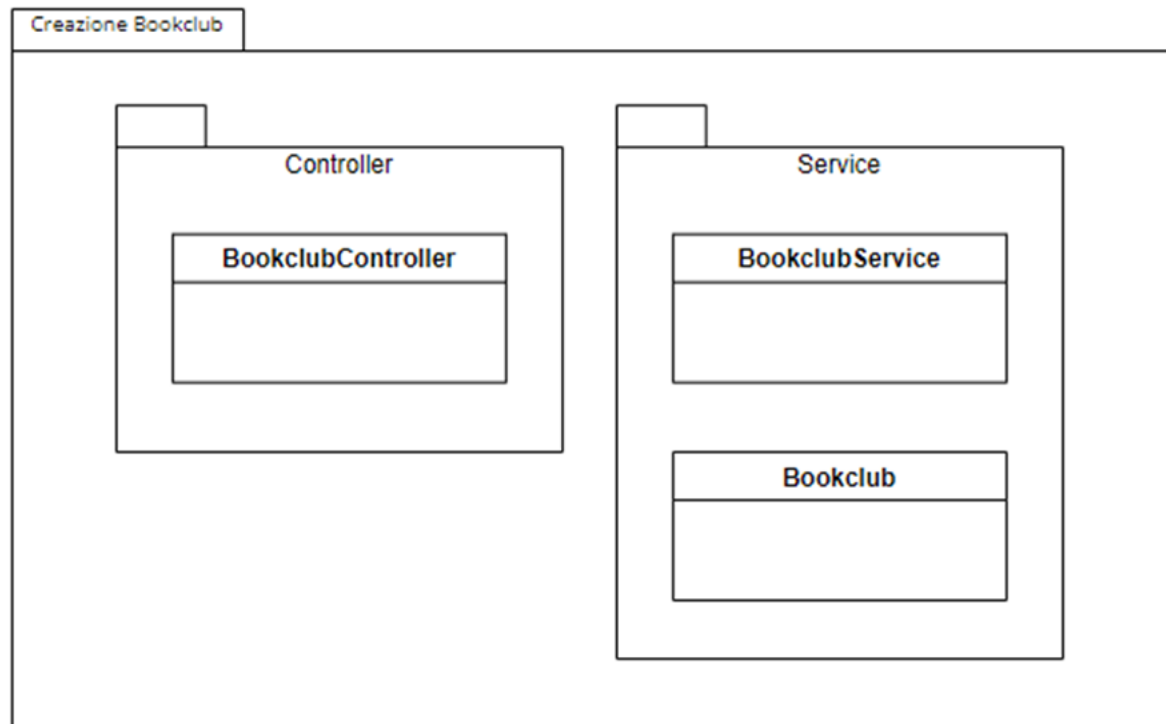 Creazione Bookclub
Controller
BookclubController
Service
BookclubService
Bookclub